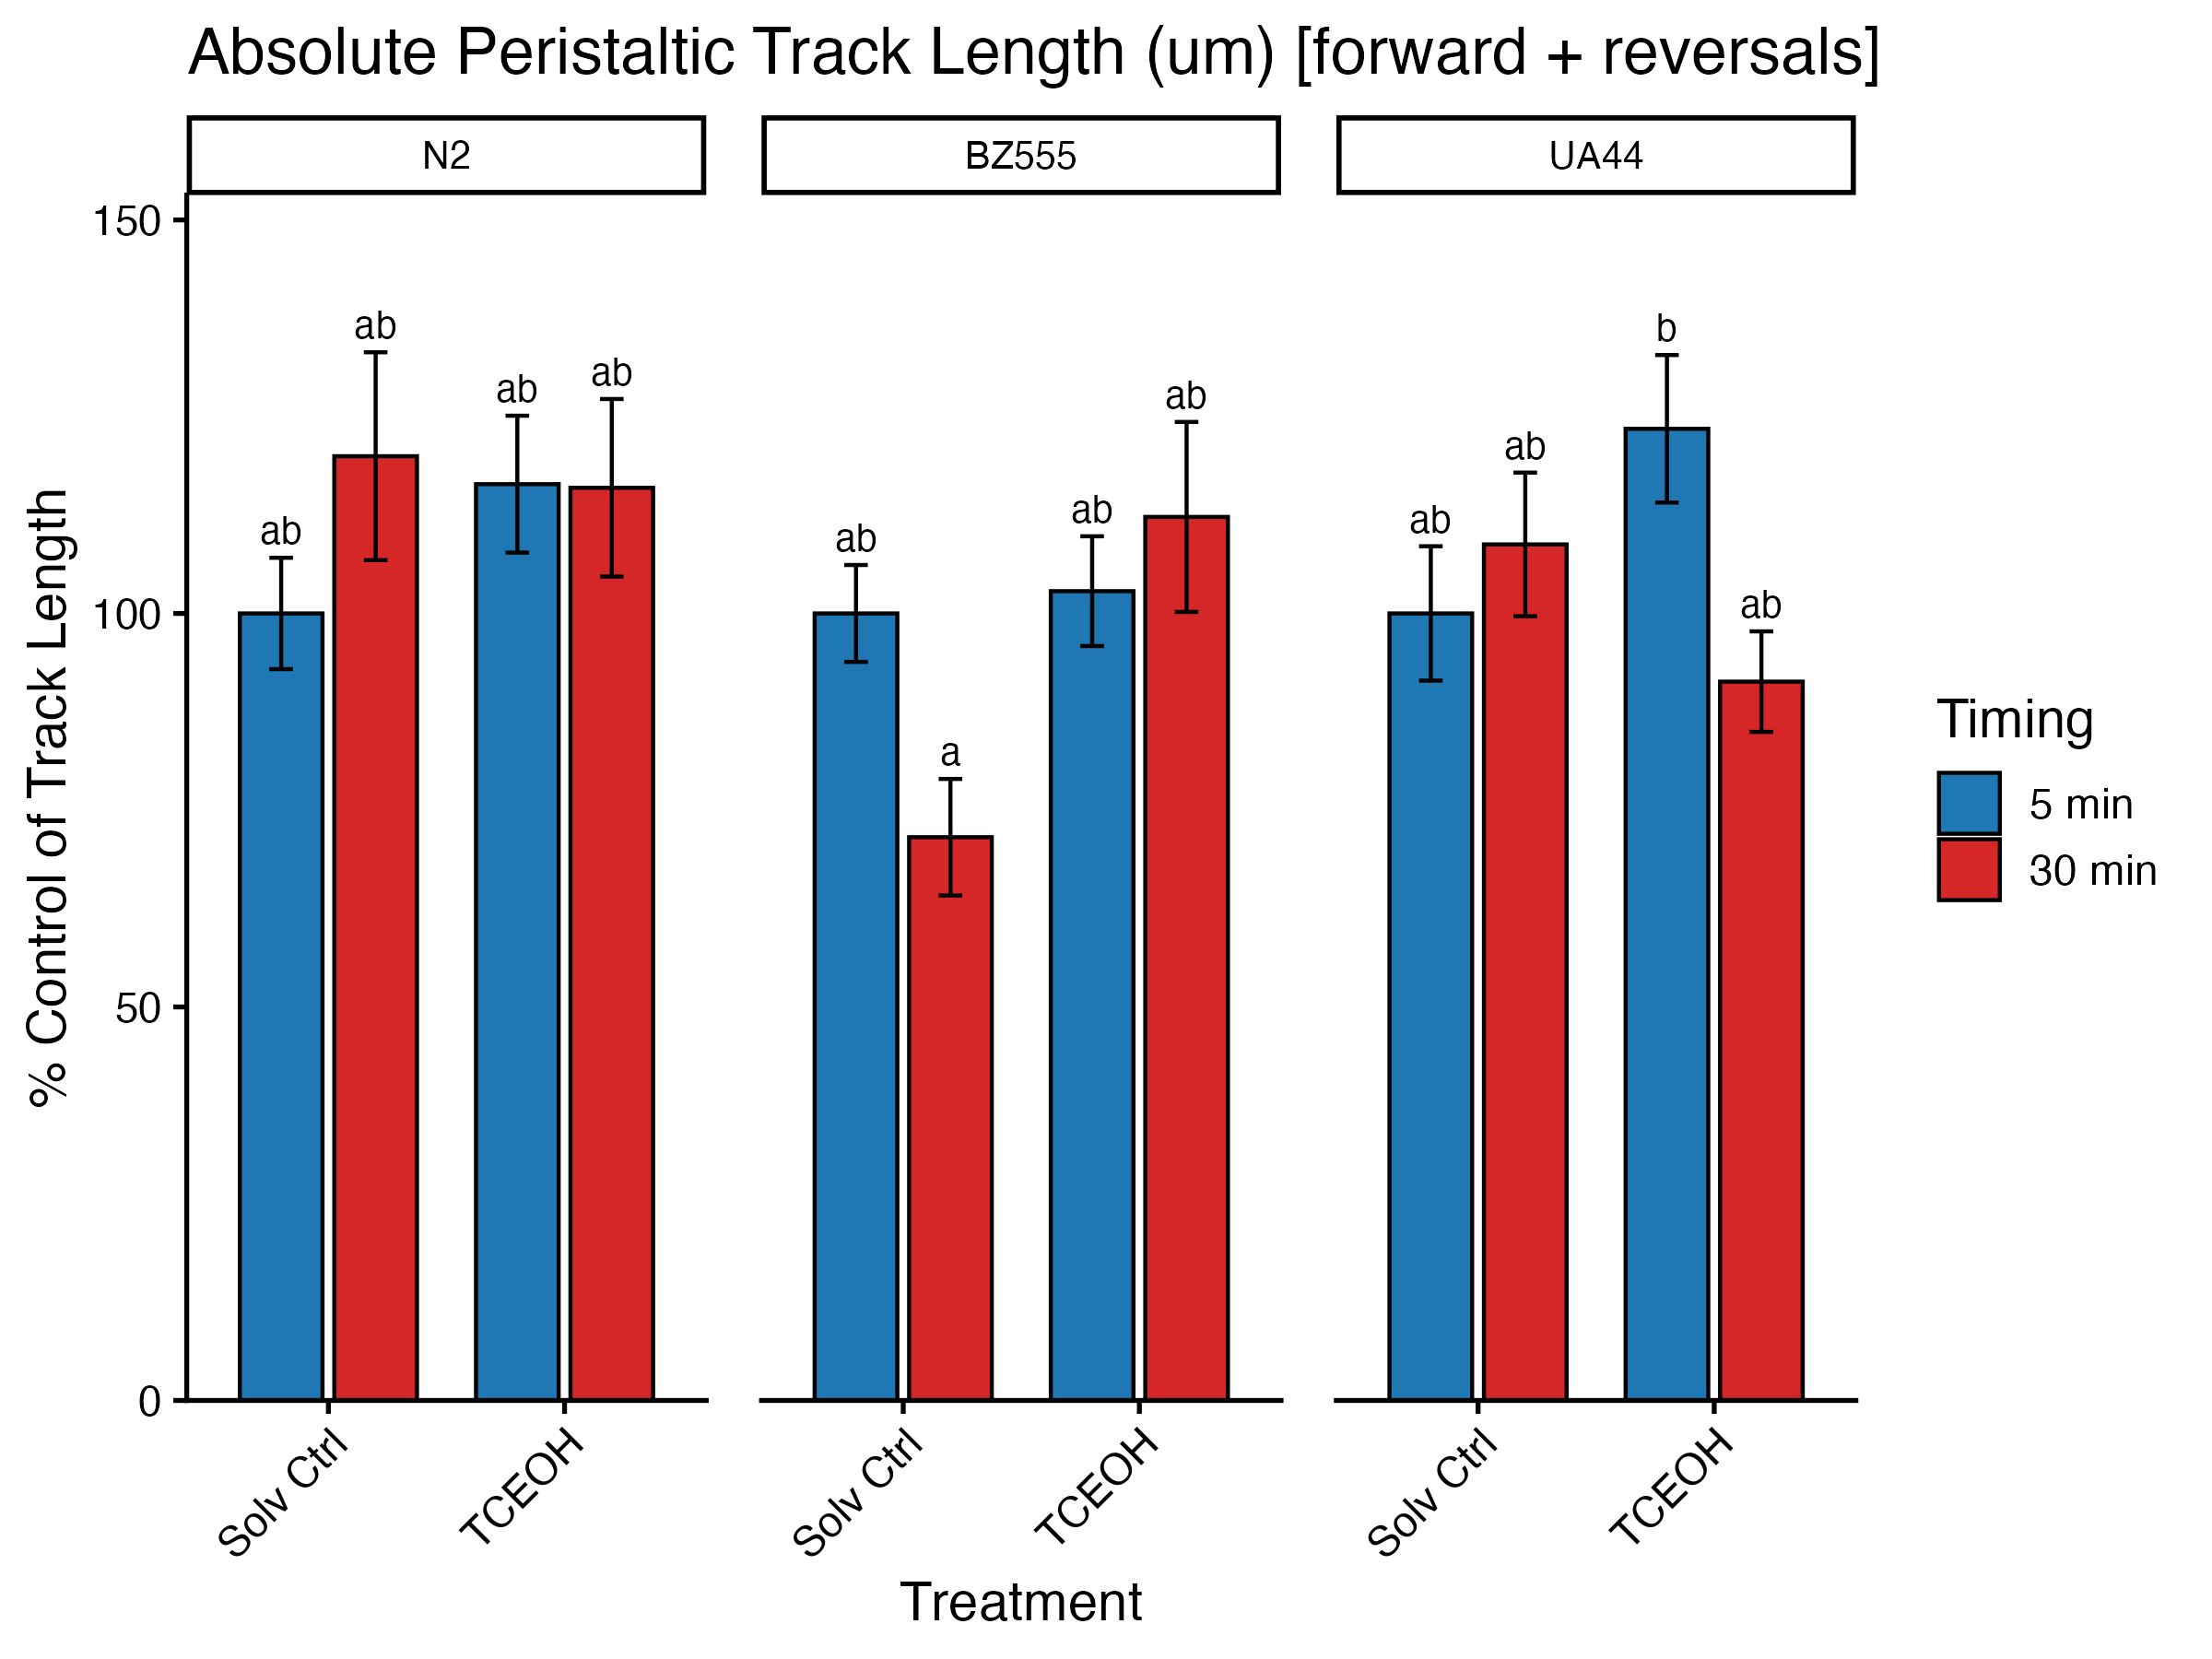 Absolute Peristaltic Track Length (um) [forward + reversals]
N2
BZ555
UA44
% Control of Track Length
150
100
50
0
ab
ab
ab
ab
ab
a
ab
ab
ab
ab
b
ab
Solv Ctrl
TCEOH
Solv Ctrl
TCEOH
Solv Ctrl
TCEOH
Treatment
Timing
5 min
30 min